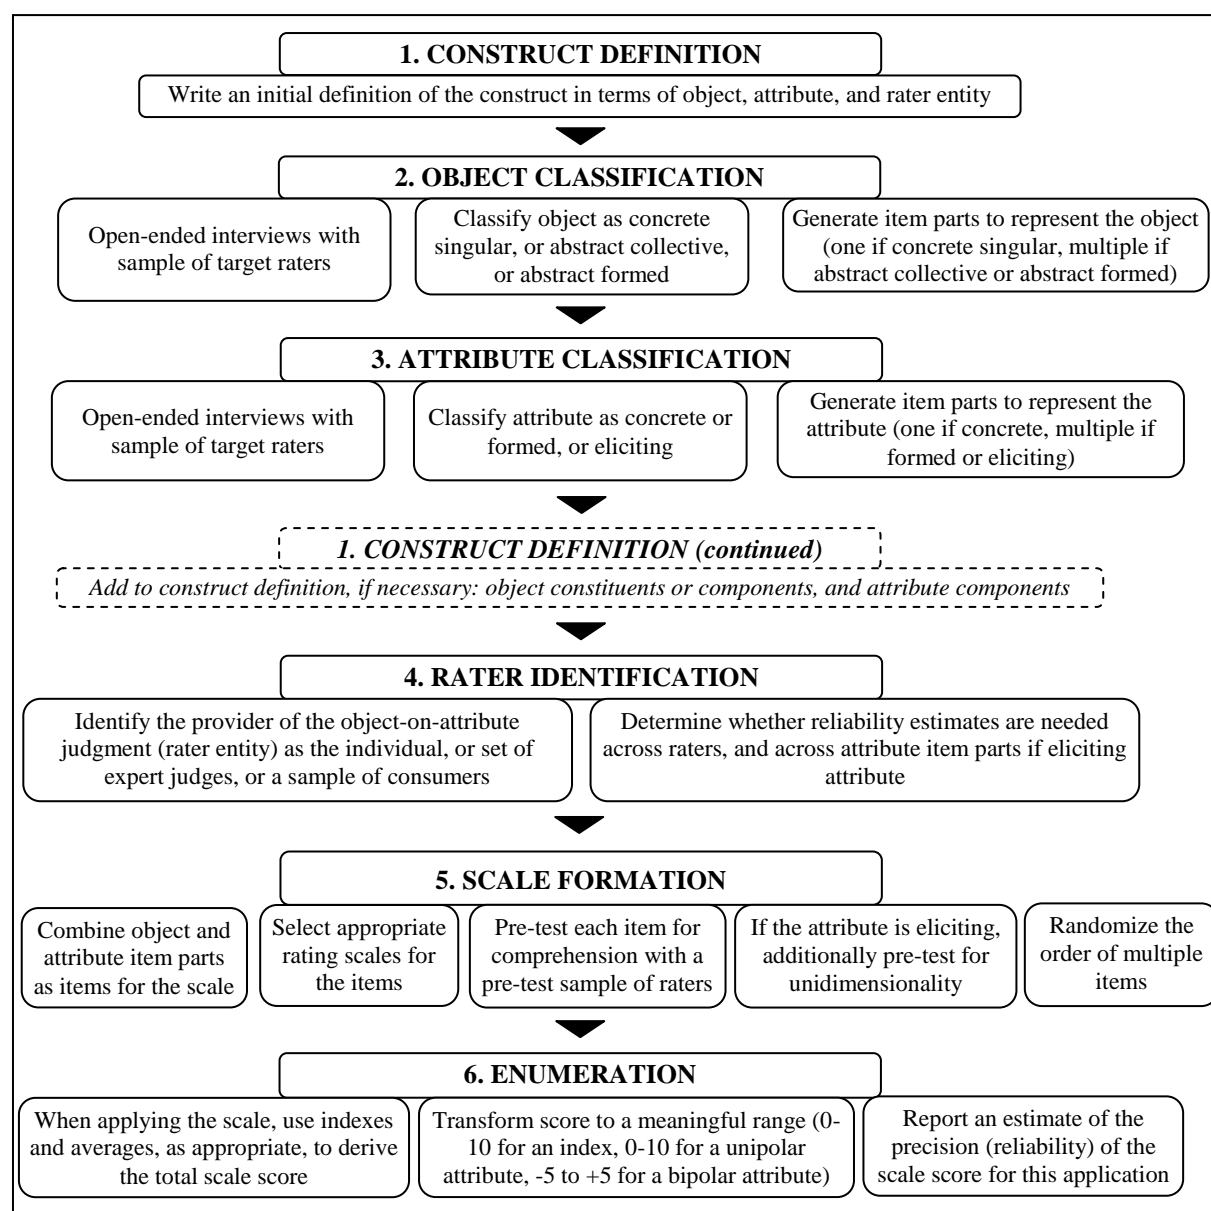 1. CONSTRUCT DEFINITION
Write an initial definition of the construct in terms of object, attribute, and rater entity
2. OBJECT CLASSIFICATION
Open-ended interviews with
sample of target raters
Classify object as concrete
singular, or abstract collective,
or abstract formed
Generate item parts to represent the object
(one if concrete singular, multiple if
abstract collective or abstract formed)
3. ATTRIBUTE CLASSIFICATION
Open-ended interviews with
sample of target raters
Classify attribute as concrete or
formed, or eliciting
Generate item parts to represent the
attribute (one if concrete, multiple if
formed or eliciting)
1. CONSTRUCT DEFINITION (continued)
Add to construct definition, if necessary: object constituents or components, and attribute components
4. RATER IDENTIFICATION
Identify the provider of the object-on-attribute
judgment (rater entity) as the individual, or set of
expert judges, or a sample of consumers
Determine whether reliability estimates are needed
across raters, and across attribute item parts if eliciting
attribute
5. SCALE FORMATION
Combine object and
attribute item parts
as items for the scale
Select appropriate
rating scales for
the items
Pre-test each item for
comprehension with a
pre-test sample of raters
If the attribute is eliciting,
additionally pre-test for
unidimensionality
Randomize the
order of multiple
items
6. ENUMERATION
When applying the scale, use indexes
and averages, as appropriate, to derive
the total scale score
Transform score to a meaningful range (0-
10 for an index, 0-10 for a unipolar
attribute, -5 to +5 for a bipolar attribute)
Report an estimate of the
precision (reliability) of the
scale score for this application